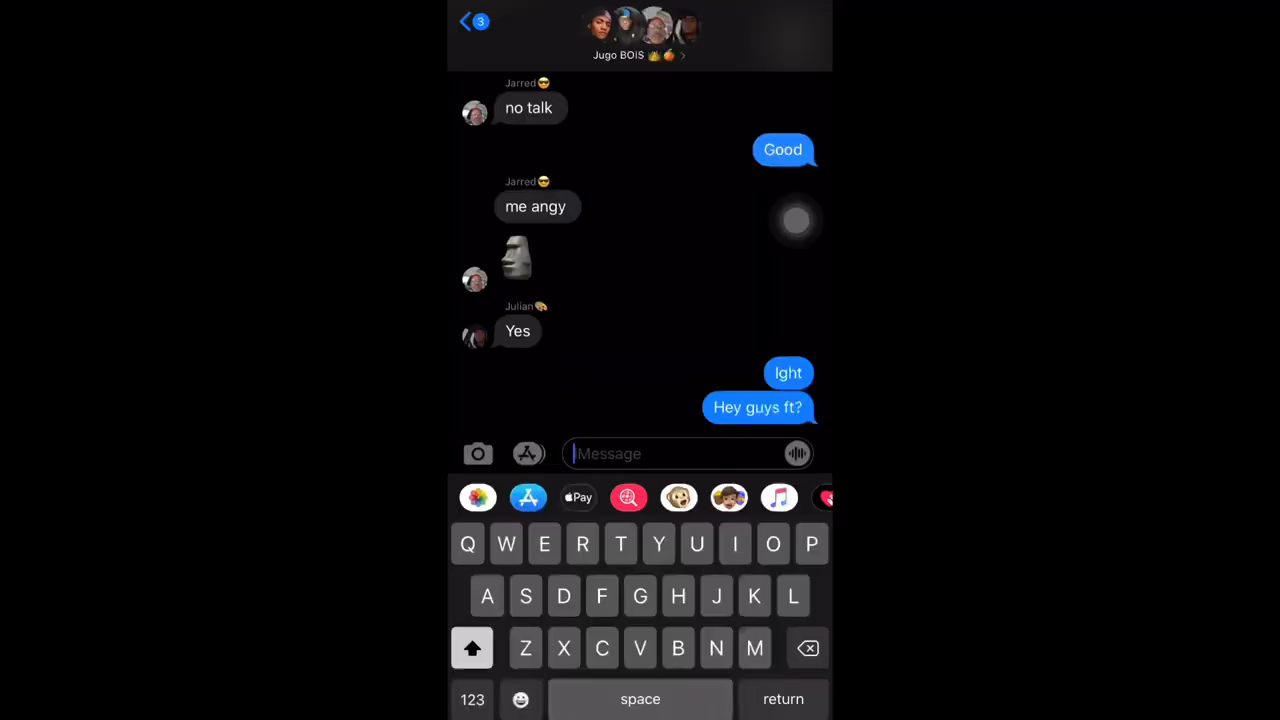 3
Jugo BOiS 👑🍊 >
Jarred😎
no talk
Good
Jarred😎
me angy
🗿
Julian🎨
Yes
Ight
Hey guys ft?
iMessage
Pay
Q W E R T Y U I O P
A S D F G H J K L
Z X C V B N M
123 space return